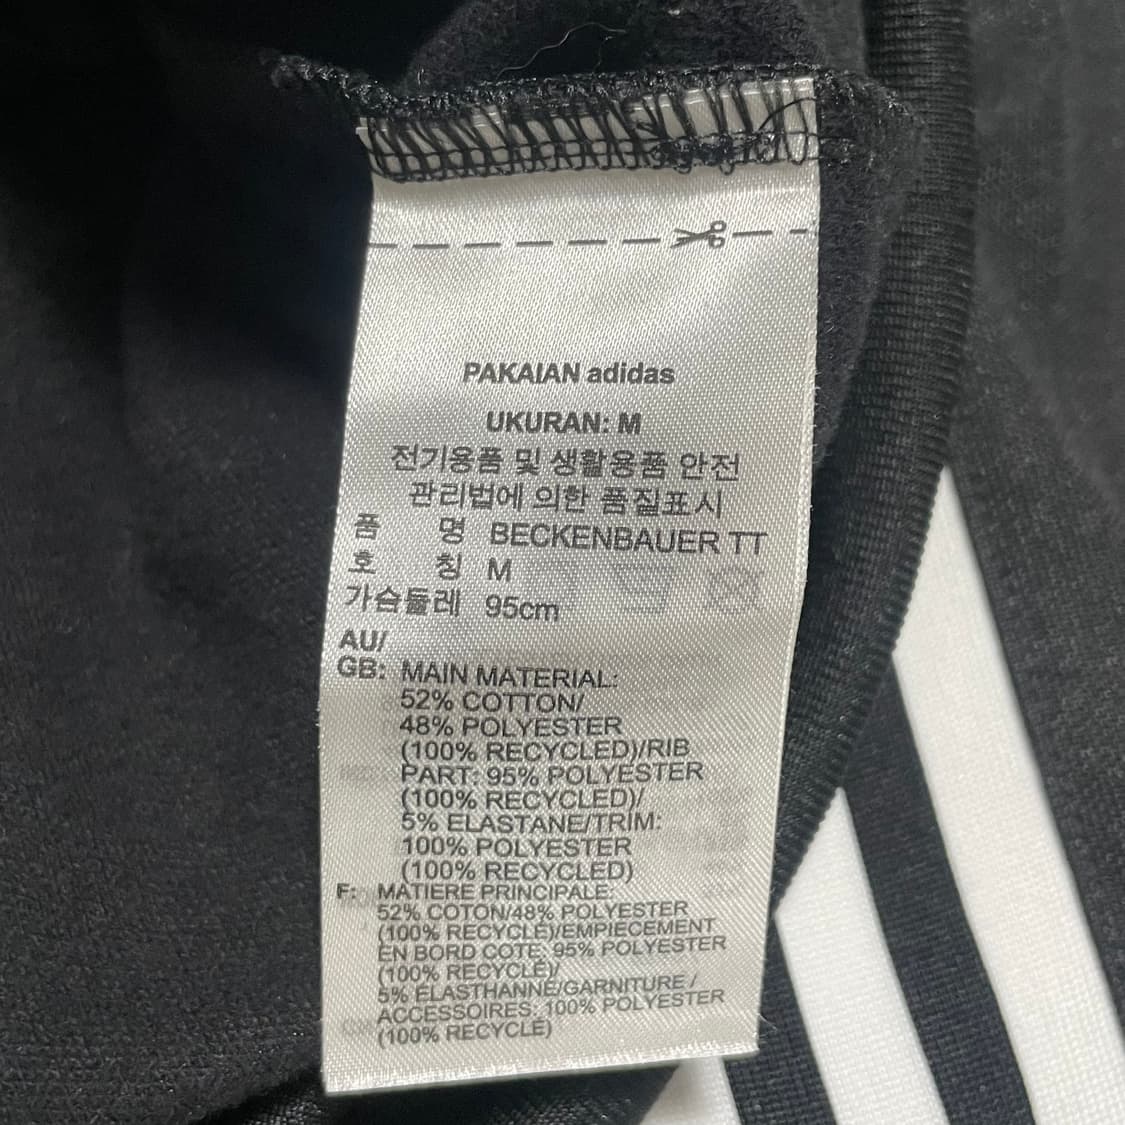 PAKAIAN adidas
UKURAN: M
전기용품 및 생활용품 안전
관리법에 의한 품질표시
품 명 BECKENBAUER TT
호 칭 M
가슴둘레 95cm
AU/
GB: MAIN MATERIAL:
52% COTTON/
48% POLYESTER
(100% RECYCLED)/RIB
PART: 95% POLYESTER
(100% RECYCLED)/
5% ELASTANE/TRIM:
100% POLYESTER
(100% RECYCLED)
F: MATIERE PRINCIPALE:
52% COTON/48% POLYESTER
(100% RECYCLÉ)/EMPIECEMENT
EN BORD COTE: 95% POLYESTER
(100% RECYCLÉ)/
5% ELASTHANNE/GARNITURE /
ACCESSOIRES: 100% POLYESTER
(100% RECYCLÉ)